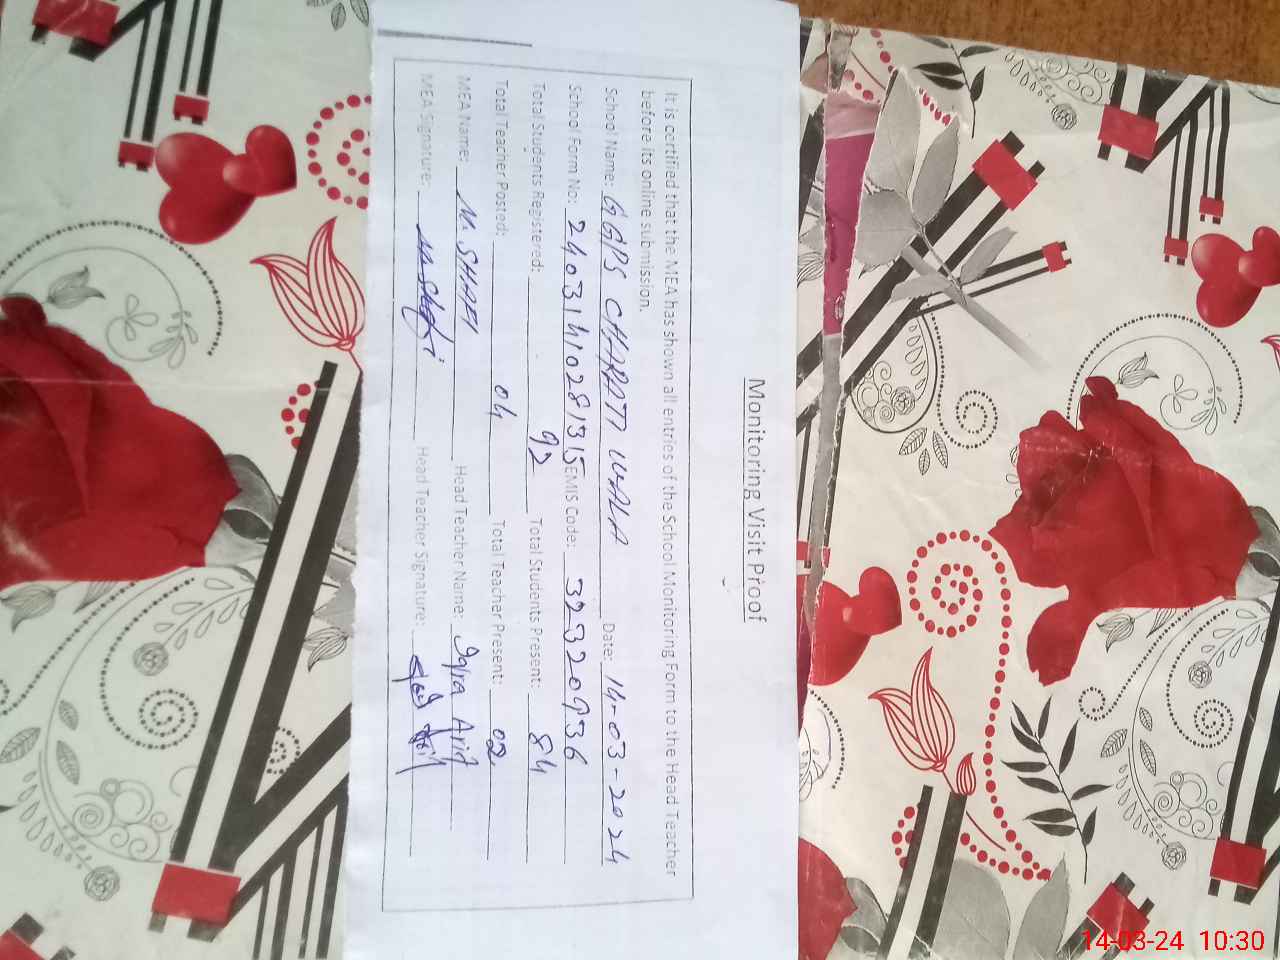 Monitoring Visit Proof
It is certified that the MEA has shown all entries of the School Monitoring Form to the Head Teacher
before its online submission.
School Name: GGPS CHARATI WALA Date: 14-03-2024
School Form No: 24031410281315 EMIS Code: 32320936
Total Students Registered: 92 Total Students Present: 84
Total Teacher Posted: 04 Total Teacher Present: 02
MEA Name: M. SHAFI Head Teacher Name: Iqra Arif
MEA Signature: M. Shafi Head Teacher Signature:
14-03-24 10:30